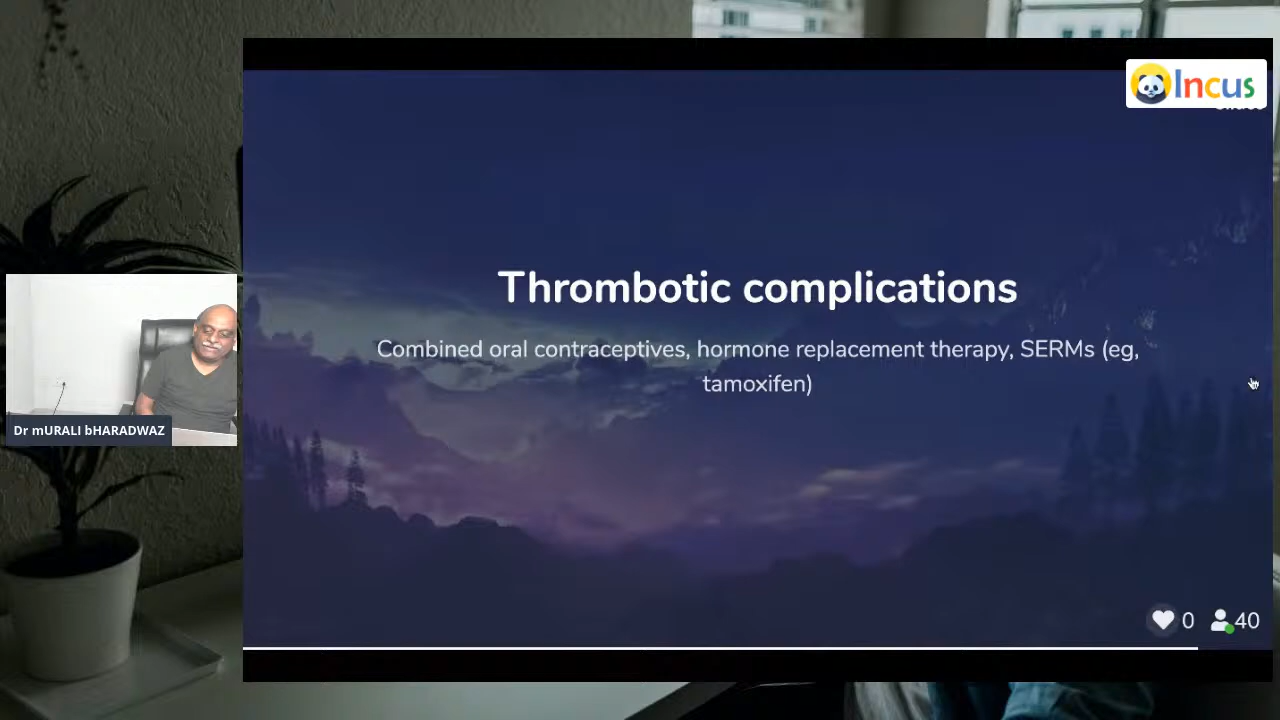 Incus
Thrombotic complications
Combined oral contraceptives, hormone replacement therapy, SERMs (eg,
tamoxifen)
Dr mURALI bHARADWAZ
0
40